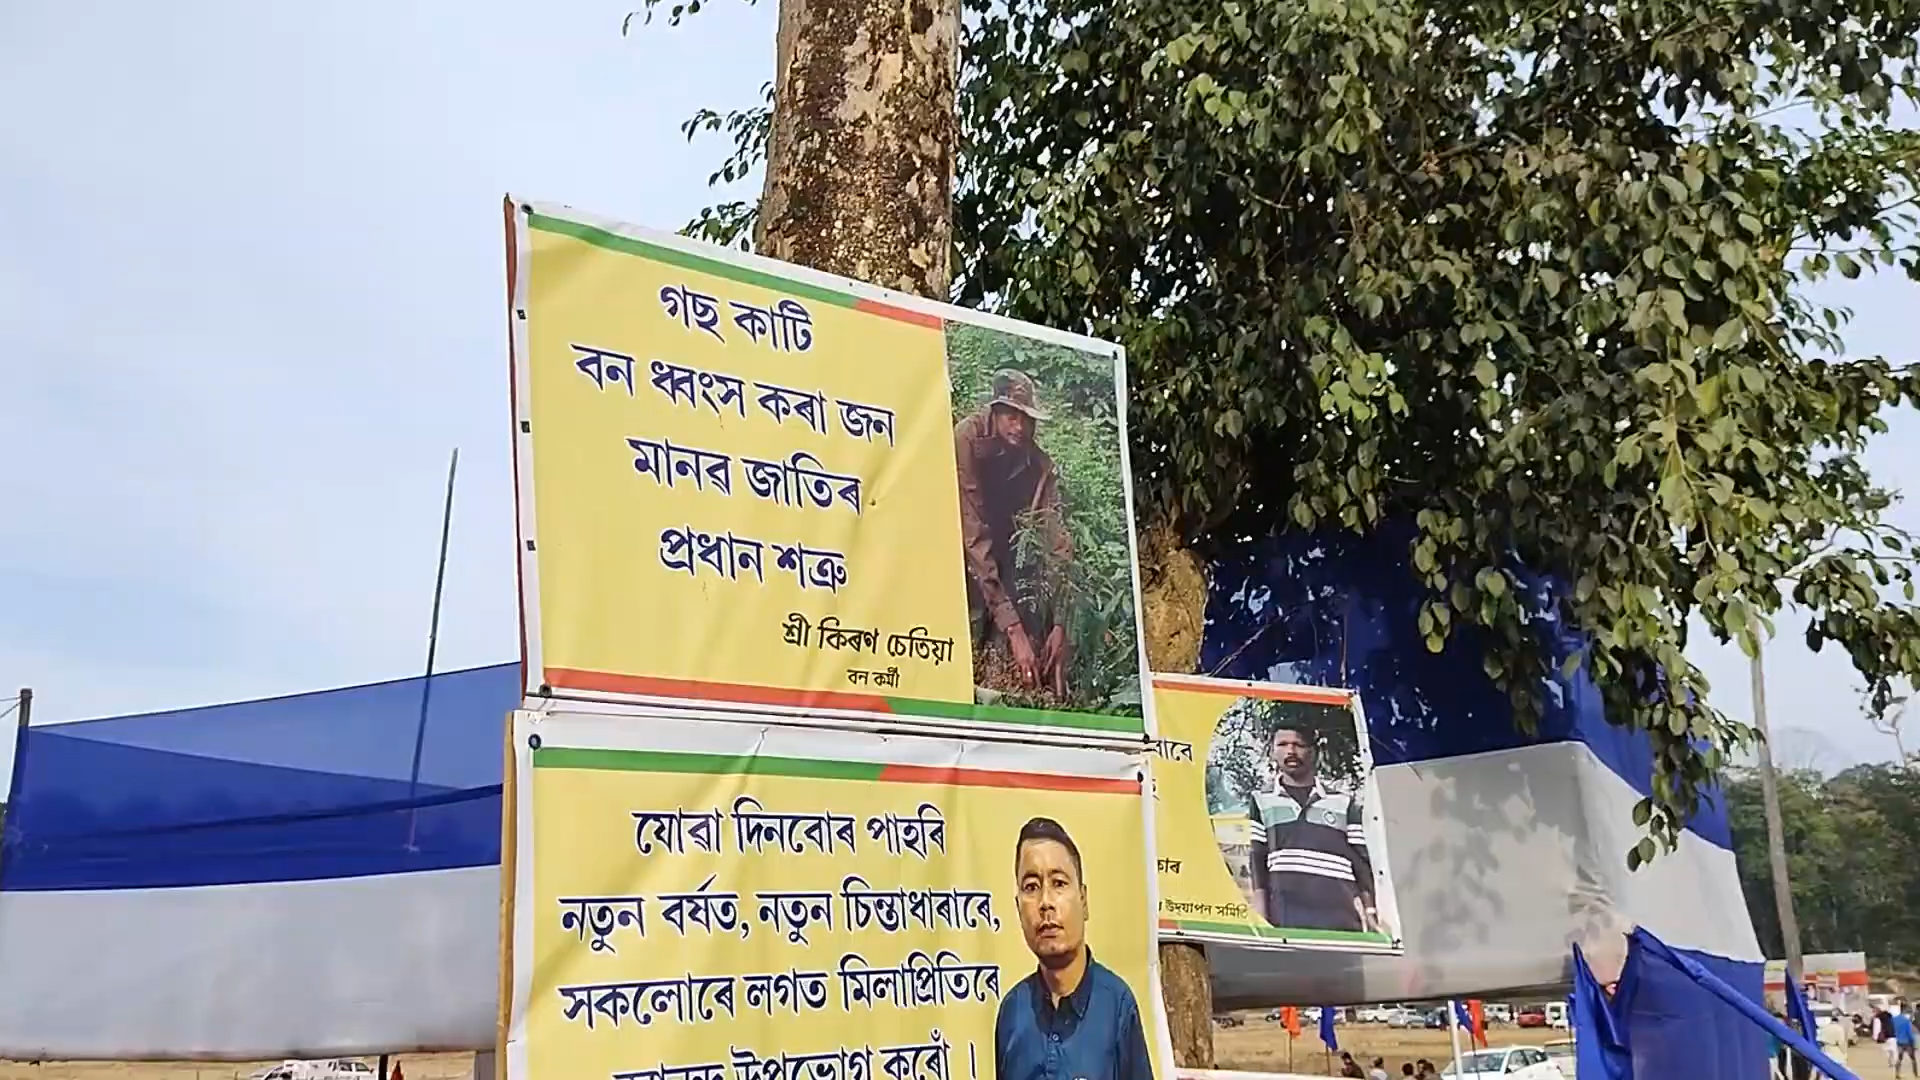 গছ কাটি
বন ধ্বংস কৰা জন
মানৱ জাতিৰ
প্ৰধান শত্ৰু
শ্ৰী কিৰণ চেতিয়া
বন কৰ্মী
যোৱা দিনবোৰ পাহৰি
নতুন বৰ্ষত, নতুন চিন্তাধাৰাৰে,
সকলোৰে লগত মিলাপ্ৰিতিৰে
উপভোগ কৰোঁ ।
উদ্‌যাপন সমিতি